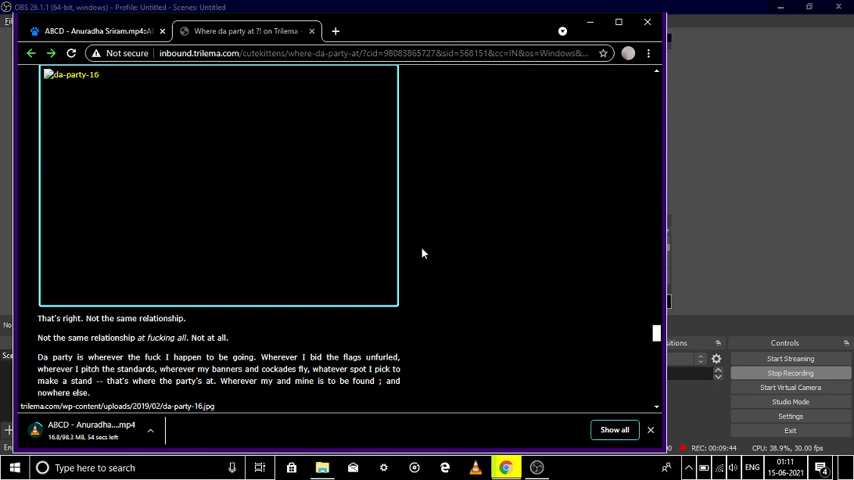 OBS 26.1.1 (64-bit, windows) - Profile: Untitled - Scenes: Untitled
ABCD - Anuradha Sriram.mp4:
Where da party at ?! on Trilema -
Not secure
inbound.trilema.com/cutekittens/where-da-party-at/?cid=98083865727&sid=568151&cc=IN&os=Windows&...
da-party-16
That's right. Not the same relationship.
Not the same relationship at fucking all. Not at all.
Da party is wherever the fuck I happen to be going. Wherever I bid the flags unfurled,
wherever I pitch the standards, wherever my banners and cockades fly, whatever spot I pick to
make a stand -- that's where the party's at. Wherever my and mine is to be found ; and
nowhere else.
trilema.com/wp-content/uploads/2019/02/da-party-16.jpg
ABCD - Anuradha....mp4
16.8/98.3 MB, 54 secs left
Show all
Controls
Start Streaming
Stop Recording
Start Virtual Camera
Studio Mode
Settings
Exit
REC: 00:09:44
CPU: 38.9%, 30.00 fps
Type here to search
ENG
01:11
15-06-2021
4